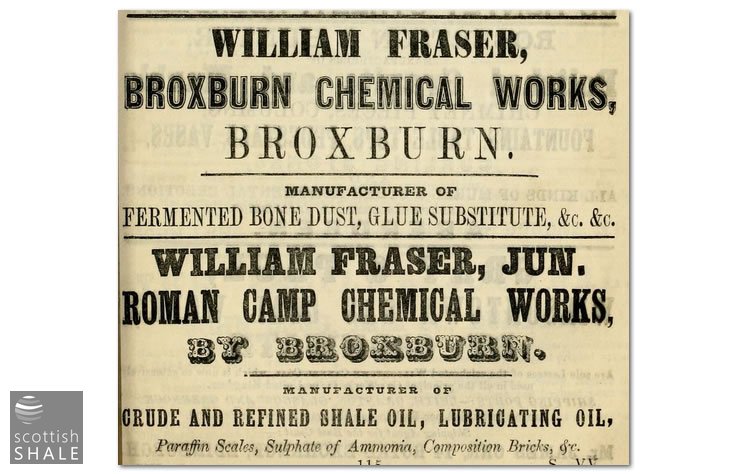 WILLIAM FRASER,
BROXBURN CHEMICAL WORKS,
BROXBURN.
MANUFACTURER OF
FERMENTED BONE DUST, GLUE SUBSTITUTE, &c. &c.
WILLIAM FRASER, JUN.
ROMAN CAMP CHEMICAL WORKS,
BY BROXBURN.
MANUFACTURER OF
CRUDE AND REFINED SHALE OIL, LUBRICATING OIL,
Paraffin Scales, Sulphate of Ammonia, Composition Bricks, &c.
scottish
SHALE